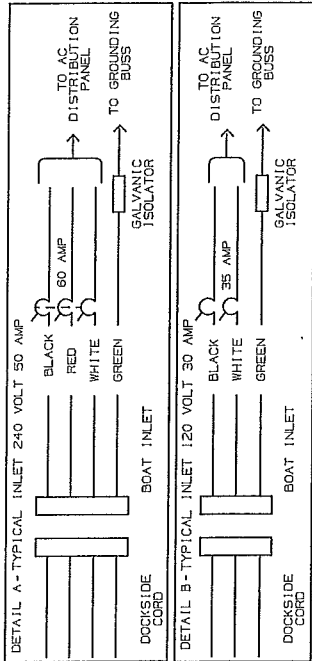 DETAIL A-TYPICAL INLET 240 VOLT 50 AMP
BLACK
RED
WHITE
GREEN
60 AMP
TO AC
DISTRIBUTION
PANEL
TO GROUNDING
BUSS
GALVANIC
ISOLATOR
DOCKSIDE
CORD
BOAT INLET
DETAIL B-TYPICAL INLET 120 VOLT 30 AMP
BLACK
WHITE
GREEN
35 AMP
TO AC
DISTRIBUTION
PANEL
TO GROUNDING
BUSS
GALVANIC
ISOLATOR
DOCKSIDE
CORD
BOAT INLET